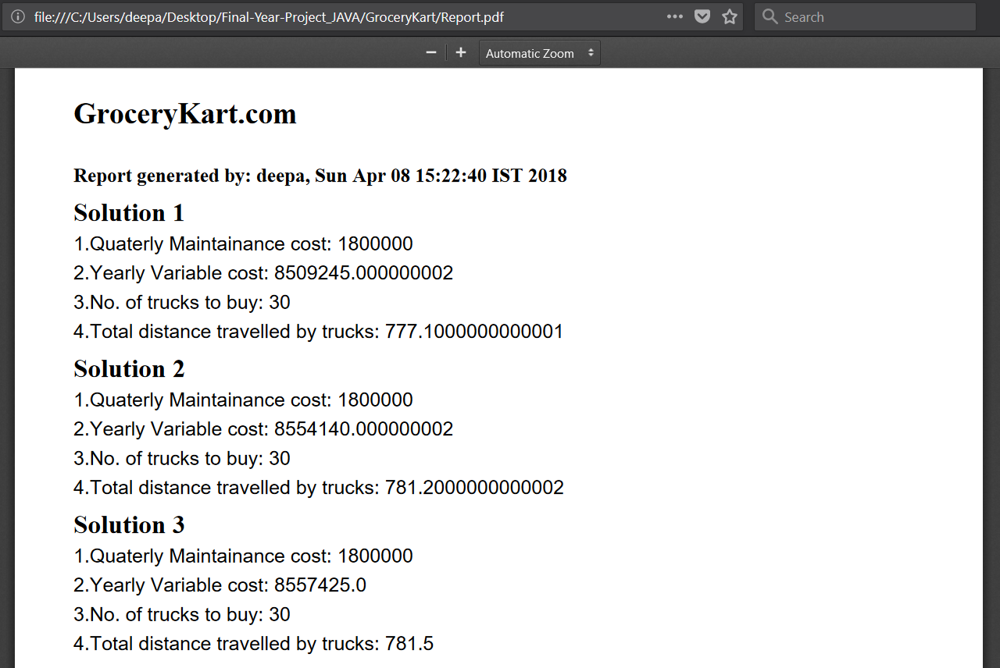 file:///C:/Users/deepa/Desktop/Final-Year-Project_JAVA/GroceryKart/Report.pdf
Search
Automatic Zoom
GroceryKart.com
Report generated by: deepa, Sun Apr 08 15:22:40 IST 2018
Solution 1
1.Quaterly Maintainance cost: 1800000
2.Yearly Variable cost: 8509245.000000002
3.No. of trucks to buy: 30
4.Total distance travelled by trucks: 777.1000000000001
Solution 2
1.Quaterly Maintainance cost: 1800000
2.Yearly Variable cost: 8554140.000000002
3.No. of trucks to buy: 30
4.Total distance travelled by trucks: 781.2000000000002
Solution 3
1.Quaterly Maintainance cost: 1800000
2.Yearly Variable cost: 8557425.0
3.No. of trucks to buy: 30
4.Total distance travelled by trucks: 781.5